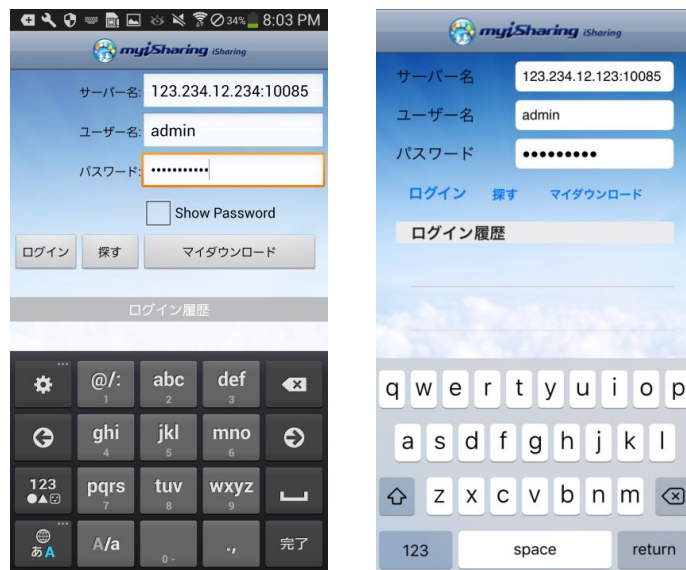 34% 8:03 PM
myiSharing iSharing
サーバー名: 123.234.12.234:10085
ユーザー名: admin
パスワード: •••••••••••
Show Password
ログイン 探す マイダウンロード
ログイン履歴
@/: abc def
1 2 3
ghi jkl mno
4 5 6
123 pqrs tuv wxyz
7 8 9
あA A/a ., 完了
0 -
myiSharing iSharing
サーバー名 123.234.12.123:10085
ユーザー名 admin
パスワード •••••••••
ログイン 探す マイダウンロード
ログイン履歴
q w e r t y u i o p
a s d f g h j k l
z x c v b n m
123 space return